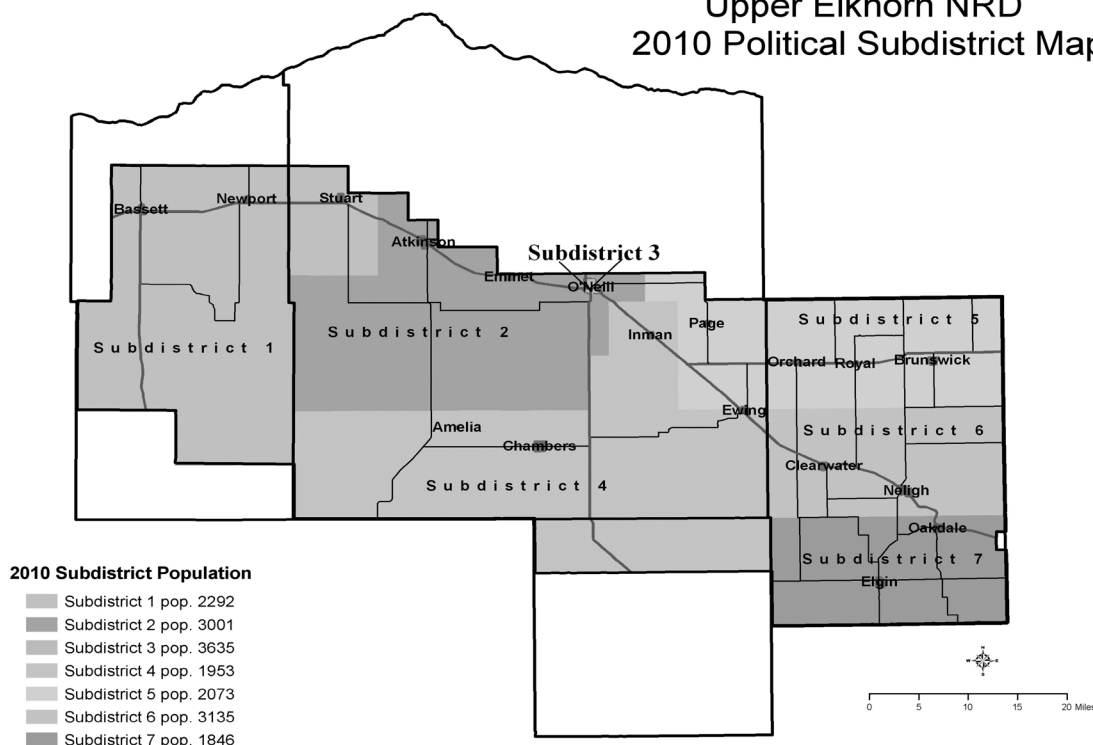 Upper Elkhorn NRD
2010 Political Subdistrict Map
Bassett
Newport
Stuart
Atkinson
Subdistrict 3
Emmet
O'Neill
Subdistrict 1
Subdistrict 2
Inman
Page
Subdistrict 5
Orchard
Royal
Brunswick
Ewing
Amelia
Chambers
Subdistrict 6
Clearwater
Subdistrict 4
Neligh
Oakdale
Subdistrict 7
Elgin
2010 Subdistrict Population
Subdistrict 1 pop. 2292
Subdistrict 2 pop. 3001
Subdistrict 3 pop. 3635
Subdistrict 4 pop. 1953
Subdistrict 5 pop. 2073
Subdistrict 6 pop. 3135
Subdistrict 7 pop. 1846
N
W E
S
0 5 10 15 20 Miles